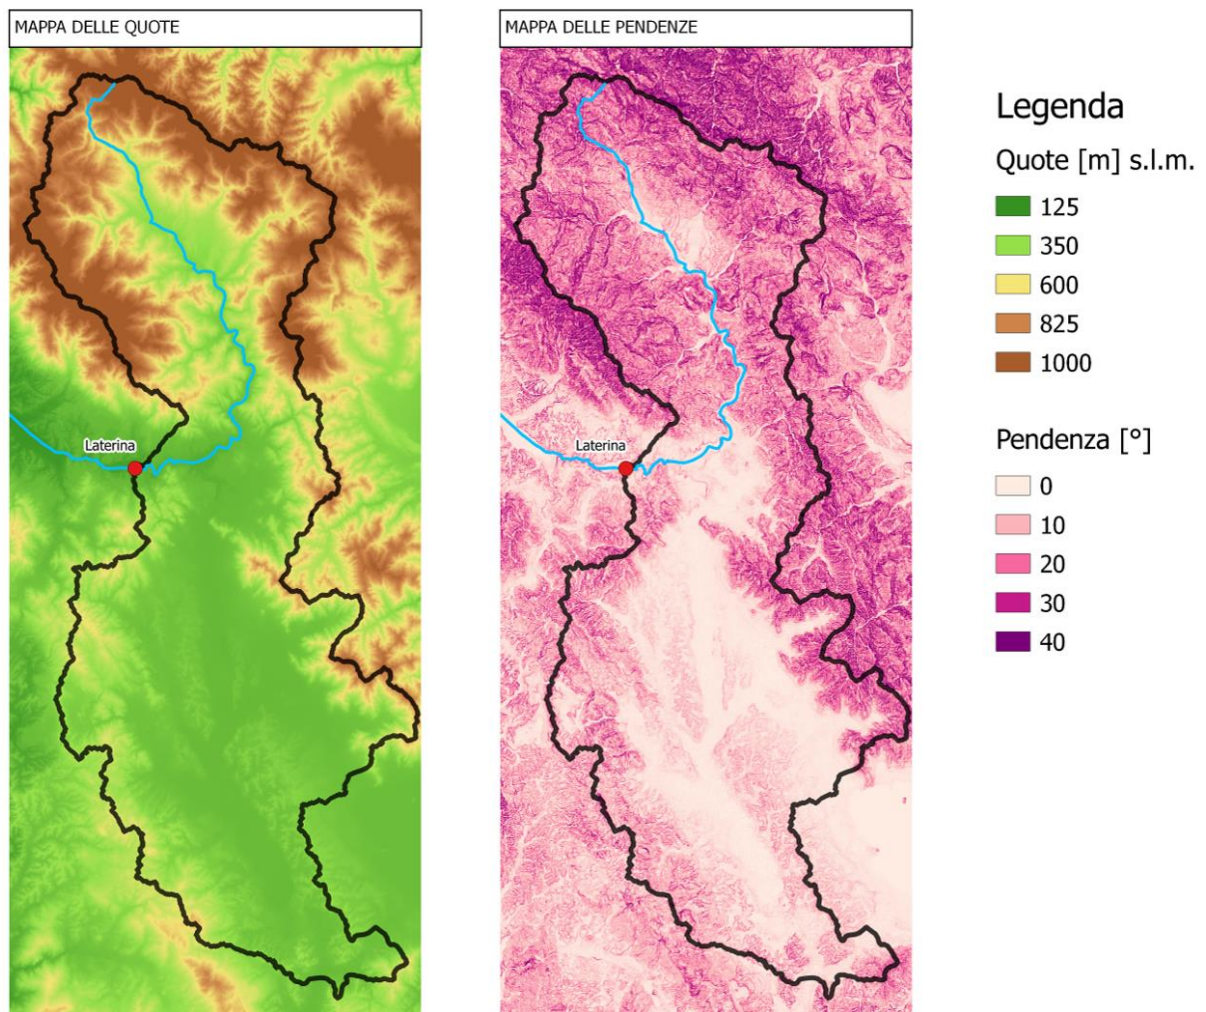 MAPPA DELLE QUOTE
MAPPA DELLE PENDENZE
Laterina
Laterina
Legenda
Quote [m] s.l.m.
125
350
600
825
1000
Pendenza [°]
0
10
20
30
40